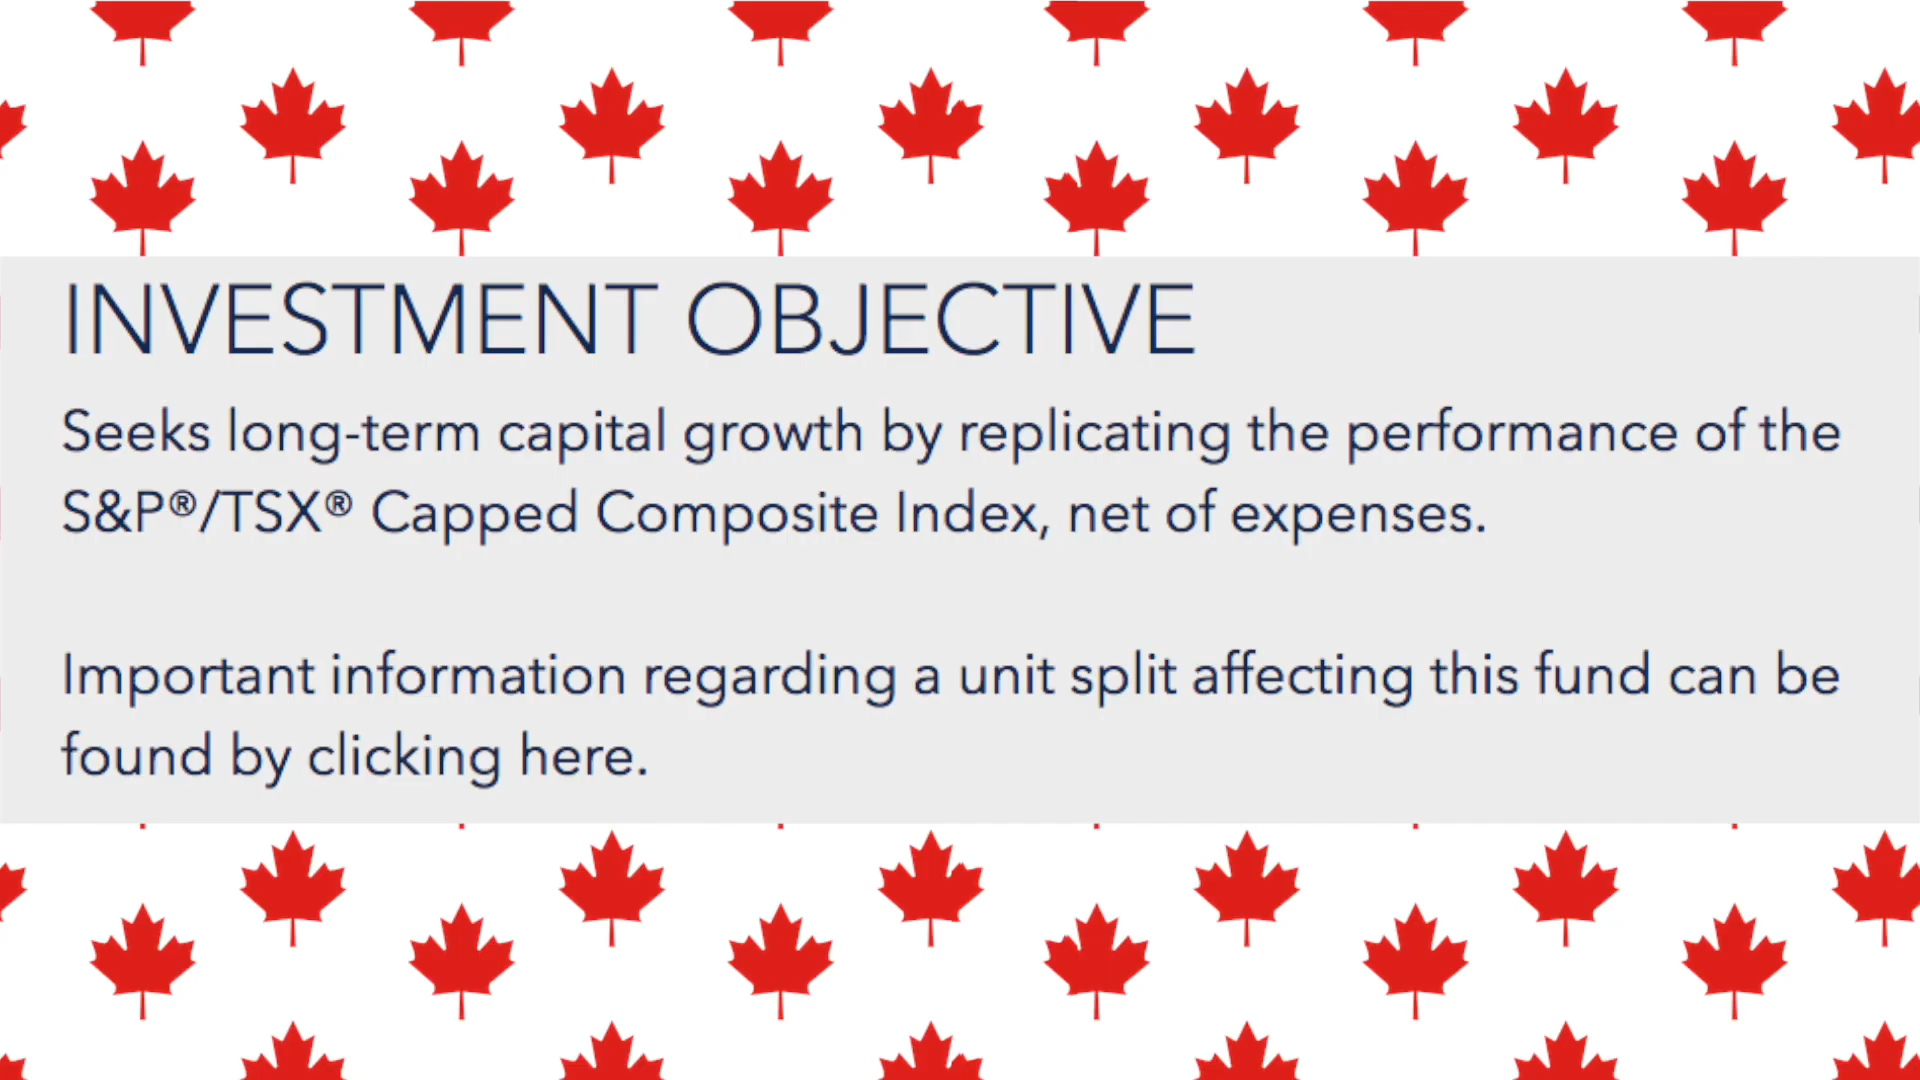 INVESTMENT OBJECTIVE
Seeks long-term capital growth by replicating the performance of the
S&P®/TSX® Capped Composite Index, net of expenses.
Important information regarding a unit split affecting this fund can be
found by clicking here.